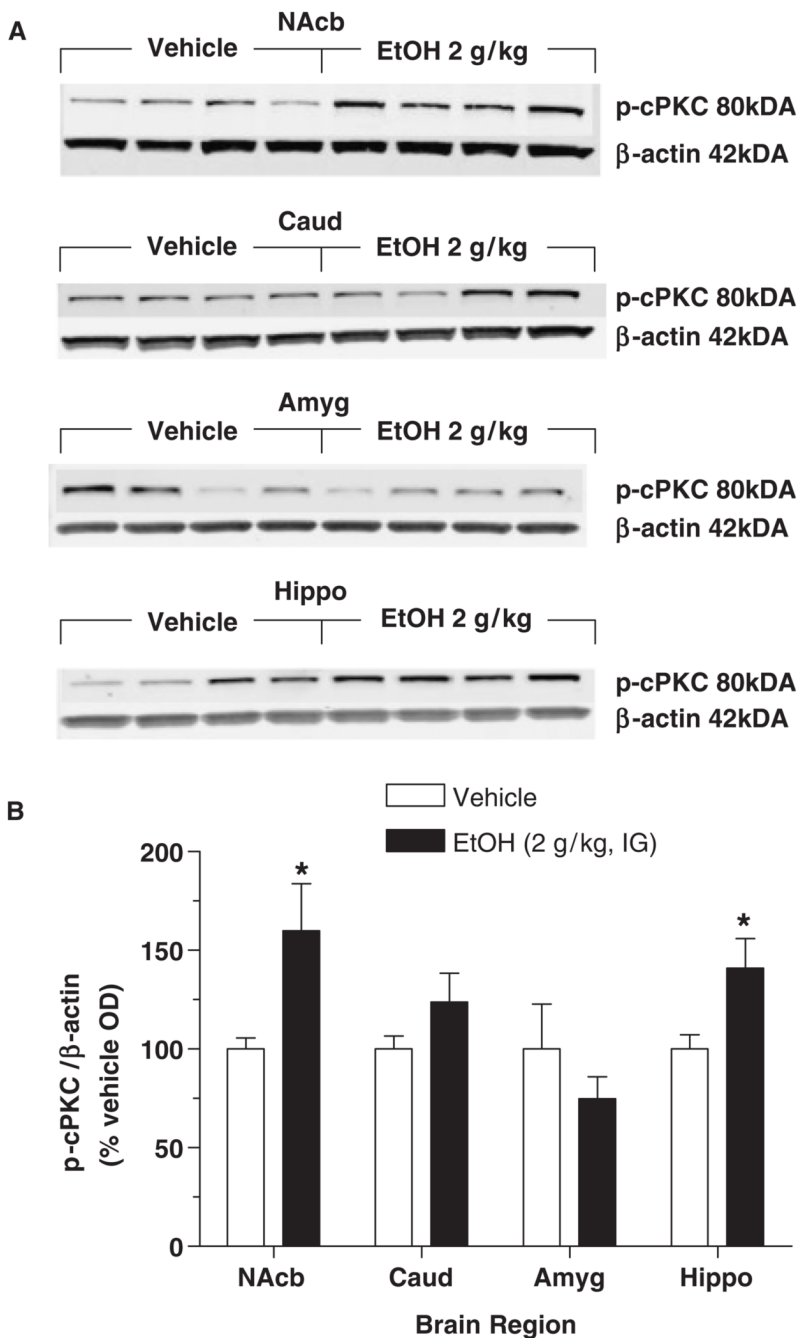 A
NAcb
Vehicle EtOH 2 g/kg
p-cPKC 80kDA
β-actin 42kDA
Caud
Vehicle EtOH 2 g/kg
p-cPKC 80kDA
β-actin 42kDA
Amyg
Vehicle EtOH 2 g/kg
p-cPKC 80kDA
β-actin 42kDA
Hippo
Vehicle EtOH 2 g/kg
p-cPKC 80kDA
β-actin 42kDA
B
Vehicle
EtOH (2 g/kg, IG)
p-cPKC/β-actin
(% vehicle OD)
200
150
100
50
0
*
*
NAcb Caud Amyg Hippo
Brain Region